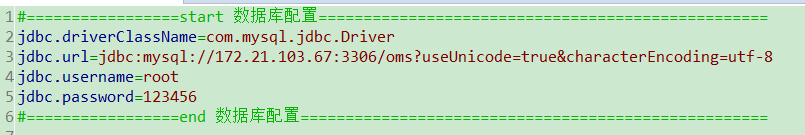 1 #=================start 数据库配置==================================================
2 jdbc.driverClassName=com.mysql.jdbc.Driver
3 jdbc.url=jdbc:mysql://172.21.103.67:3306/oms?useUnicode=true&characterEncoding=utf-8
4 jdbc.username=root
5 jdbc.password=123456
6 #=================end 数据库配置====================================================